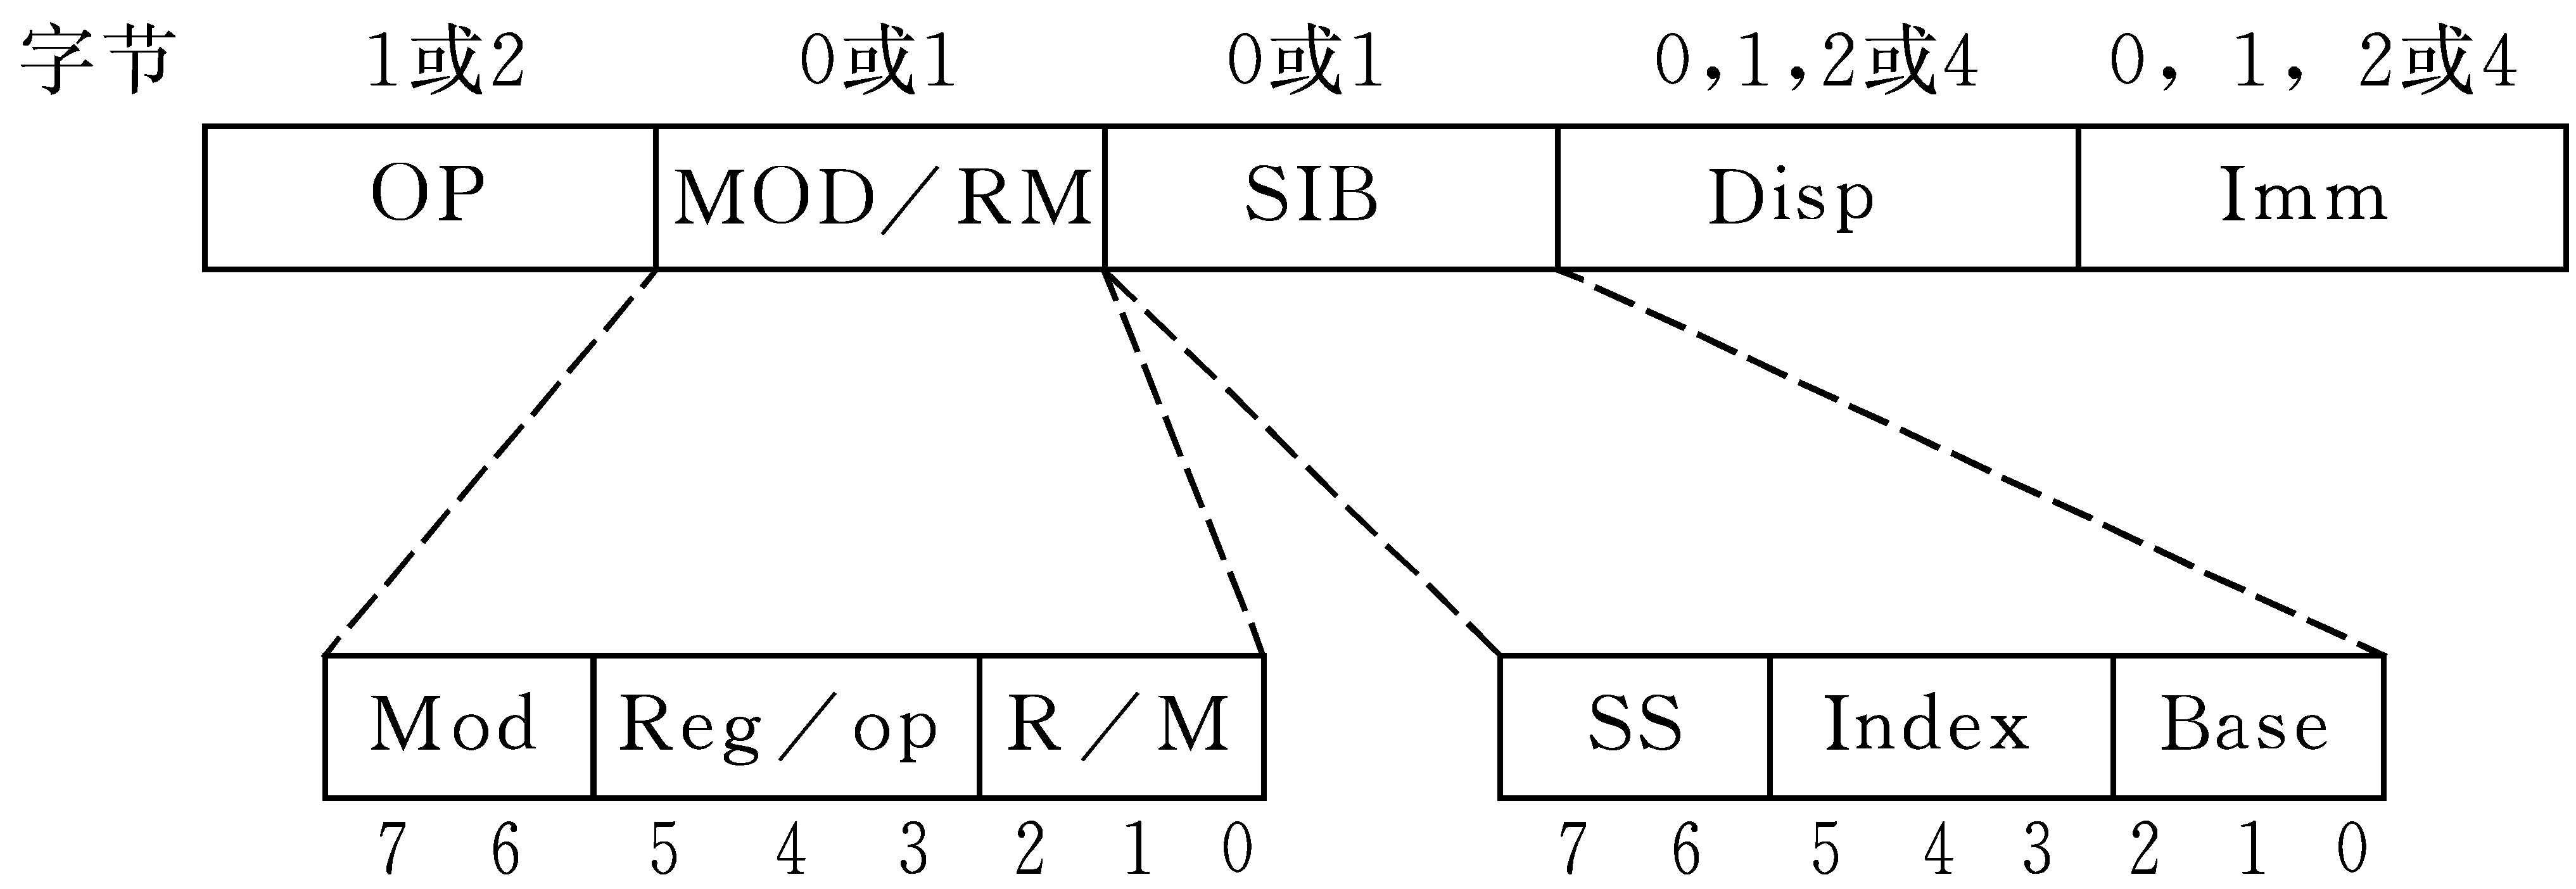 字节 1或2 0或1 0或1 0,1,2或4 0, 1, 2或4
OP MOD/RM SIB Disp Imm
Mod Reg/op R/M SS Index Base
7 6 5 4 3 2 1 0 7 6 5 4 3 2 1 0